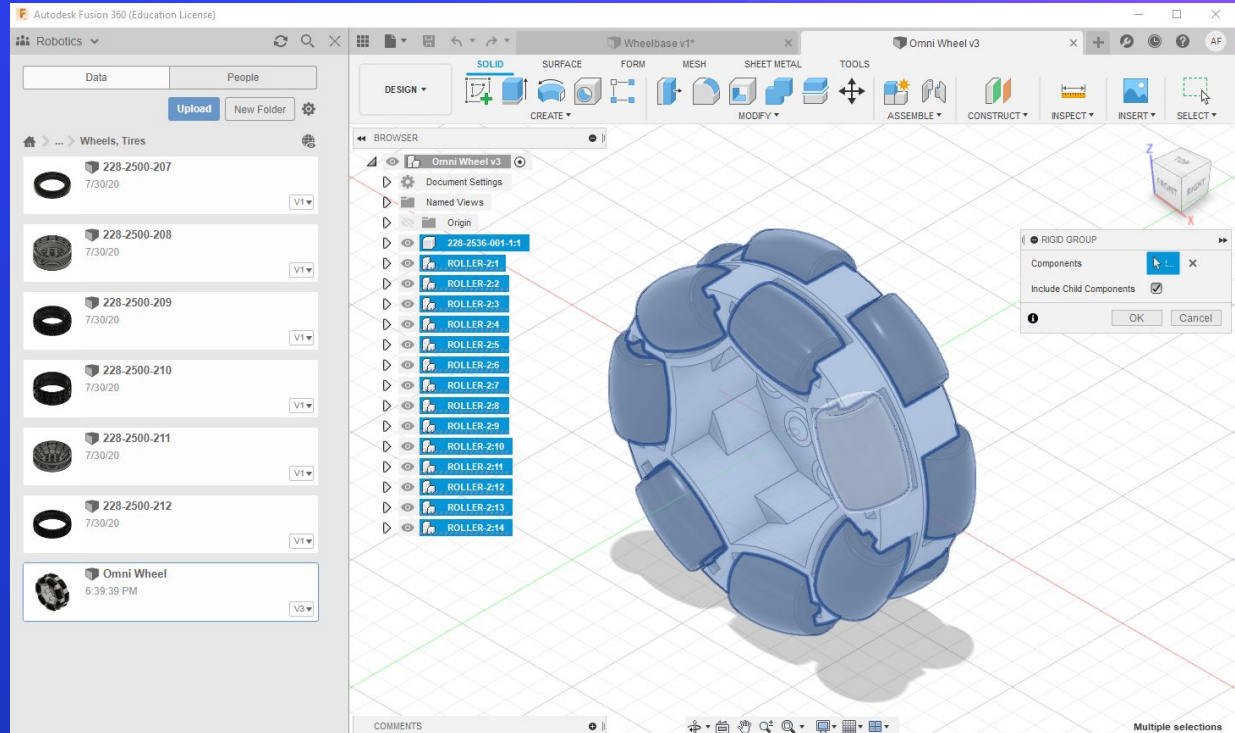 Autodesk Fusion 360 (Education License)
Robotics
Wheelbase v1*
Omni Wheel v3
AF
Data
People
Upload
New Folder
... > Wheels, Tires
228-2500-207
7/30/20
V1
228-2500-208
7/30/20
V1
228-2500-209
7/30/20
V1
228-2500-210
7/30/20
V1
228-2500-211
7/30/20
V1
228-2500-212
7/30/20
V1
Omni Wheel
6:39:39 PM
V3
SOLID SURFACE FORM MESH SHEET METAL TOOLS
DESIGN
CREATE MODIFY ASSEMBLE CONSTRUCT INSPECT INSERT SELECT
BROWSER
Omni Wheel v3
Document Settings
Named Views
Origin
228-2536-001-1:1
ROLLER-2:1
ROLLER-2:2
ROLLER-2:3
ROLLER-2:4
ROLLER-2:5
ROLLER-2:6
ROLLER-2:7
ROLLER-2:8
ROLLER-2:9
ROLLER-2:10
ROLLER-2:11
ROLLER-2:12
ROLLER-2:13
ROLLER-2:14
Z
TOP
FRONT RIGHT
X
RIGID GROUP
Components
Include Child Components
OK Cancel
COMMENTS
Multiple selections